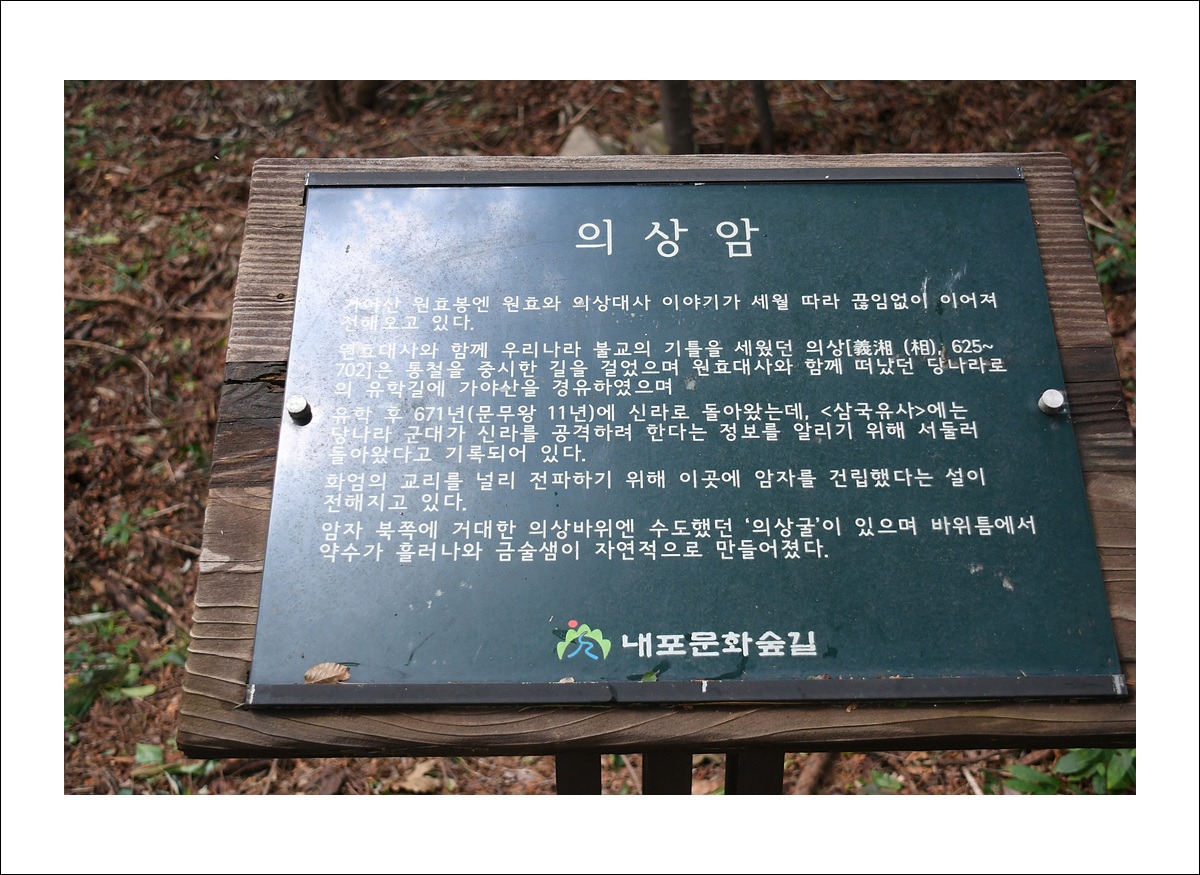 의상암
가야산 원효봉엔 원효와 의상대사 이야기가 세월 따라 끊임없이 이어져
전해오고 있다.
원효대사와 함께 우리나라 불교의 기틀을 세웠던 의상[義湘 (相), 625~
702]은 통철을 중시한 길을 걸었으며 원효대사와 함께 떠났던 당나라로
의 유학길에 가야산을 경유하였으며
유학 후 671년(문무왕 11년)에 신라로 돌아왔는데, <삼국유사>에는
당나라 군대가 신라를 공격하려 한다는 정보를 알리기 위해 서둘러
돌아왔다고 기록되어 있다.
화엄의 교리를 널리 전파하기 위해 이곳에 암자를 건립했다는 설이
전해지고 있다.
암자 북쪽에 거대한 의상바위엔 수도했던 '의상굴'이 있으며 바위틈에서
약수가 흘러나와 금술샘이 자연적으로 만들어졌다.
내포문화숲길